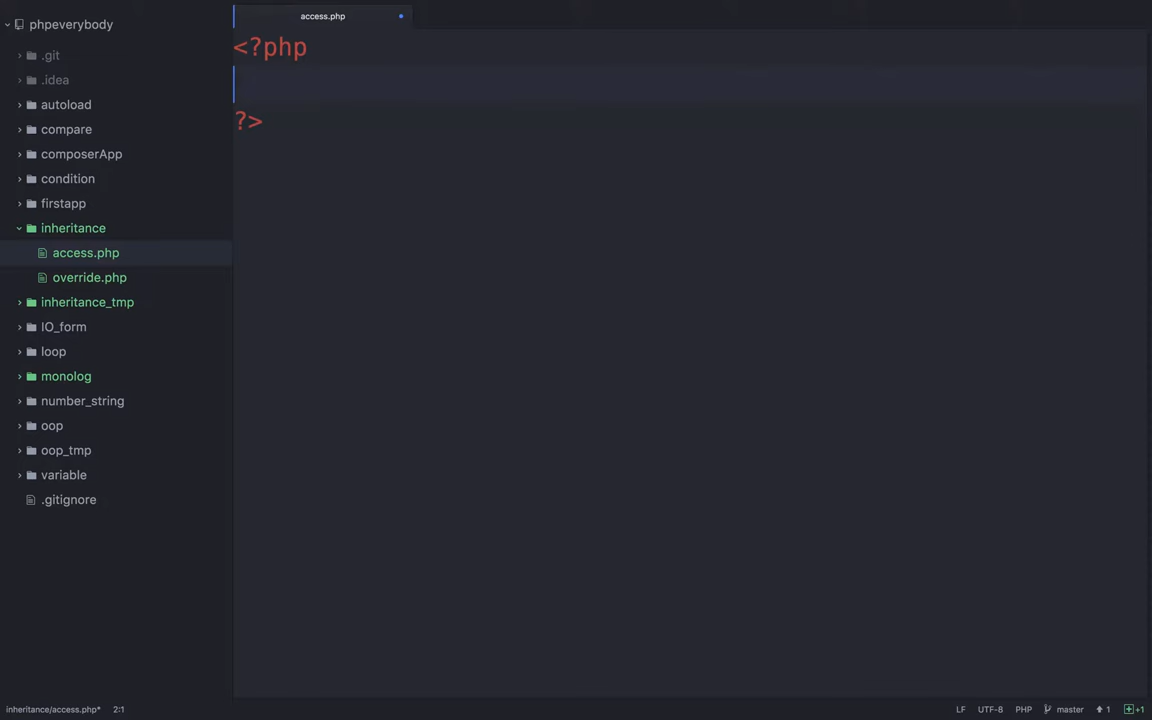 phpeverybody
.git
.idea
autoload
compare
composerApp
condition
firstapp
inheritance
access.php
override.php
inheritance_tmp
IO_form
loop
monolog
number_string
oop
oop_tmp
variable
.gitignore
access.php
<?php
?>
inheritance/access.php* 2:1
LF UTF-8 PHP master 1 +1